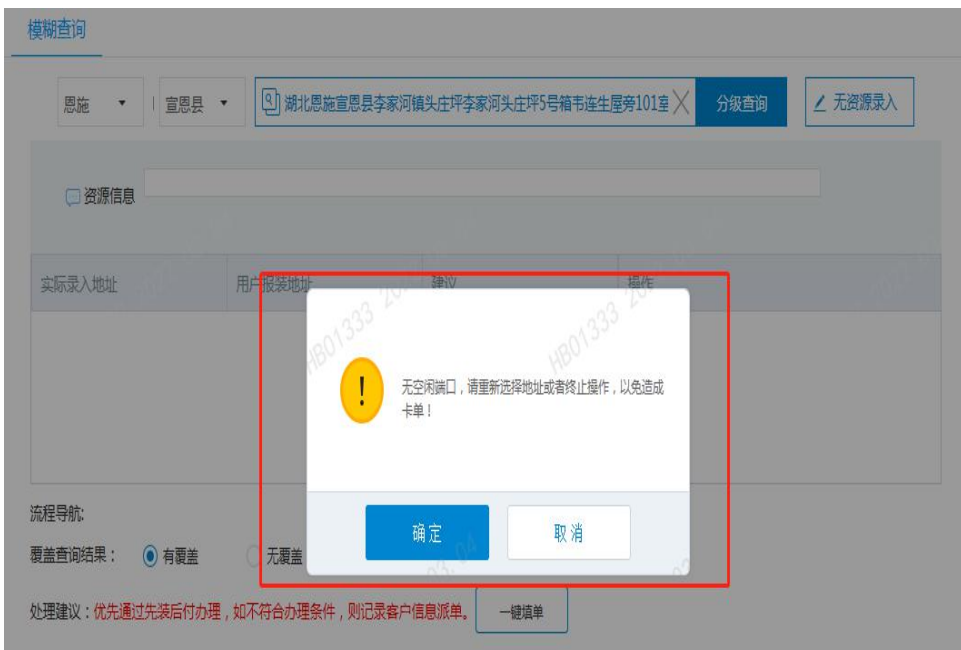 模糊查询
恩施 宣恩县 湖北恩施宣恩县李家河镇头庄坪李家河头庄坪5号箱韦连生屋旁101室 分级查询 无资源录入
资源信息
实际录入地址 用户报装地址 建议 操作
HB01333 HB01333
无空闲端口，请重新选择地址或者终止操作，以免造成
卡单！
确定 取消
流程导航:
覆盖查询结果： 有覆盖 无覆盖
处理建议：优先通过先装后付办理，如不符合办理条件，则记录客户信息派单。 一键填单